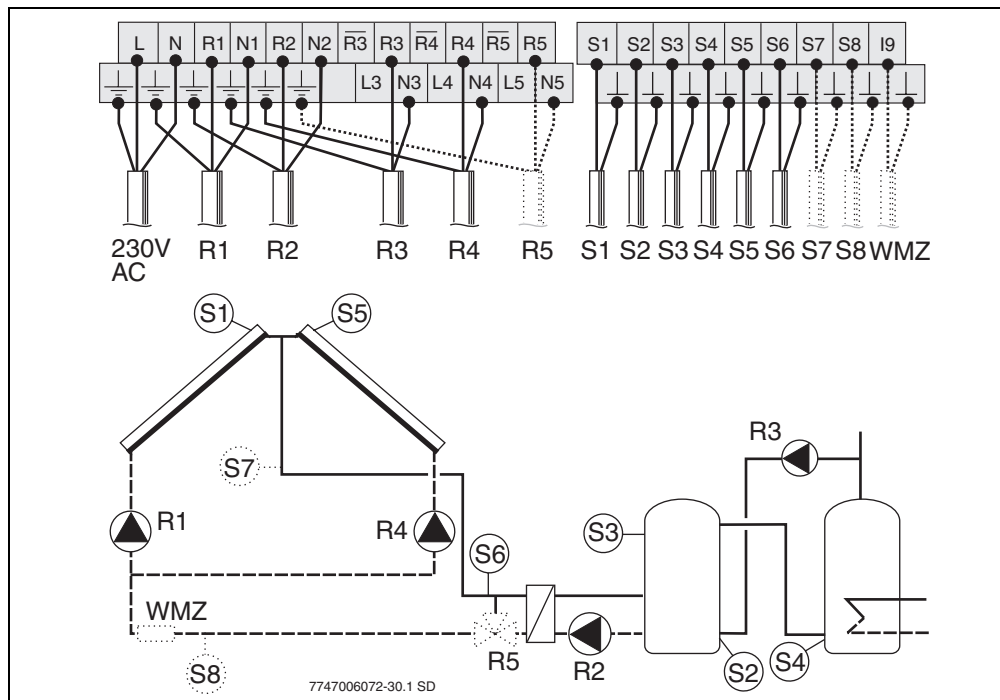 L N R1 N1 R2 N2 R̅3̅ R3 R̅4̅ R4 R̅5̅ R5 S1 S2 S3 S4 S5 S6 S7 S8 I9
L3 N3 L4 N4 L5 N5
230V AC R1 R2 R3 R4 R5 S1 S2 S3 S4 S5 S6 S7 S8 WMZ
S1 S5
R3
S7
R1 R4 S3
S6
WMZ
R5 R2 S2 S4
S8
7747006072-30.1 SD